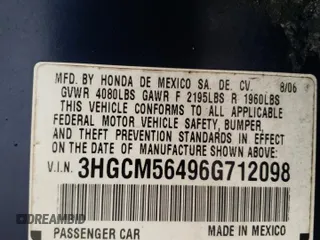 MFD. BY HONDA DE MEXICO SA. DE. CV. 8/06
GVWR 4080LBS GAWR F 2195LBS R 1960LBS
THIS VEHICLE CONFORMS TO ALL APPLICABLE
FEDERAL MOTOR VEHICLE SAFETY, BUMPER,
AND THEFT PREVENTION STANDARDS IN EFFECT
ON THE DATE OF MANUFACTURE SHOWN ABOVE.
V.I.N. 3HGCM56496G712098
PASSENGER CAR MADE IN MEXICO
DREAMBID